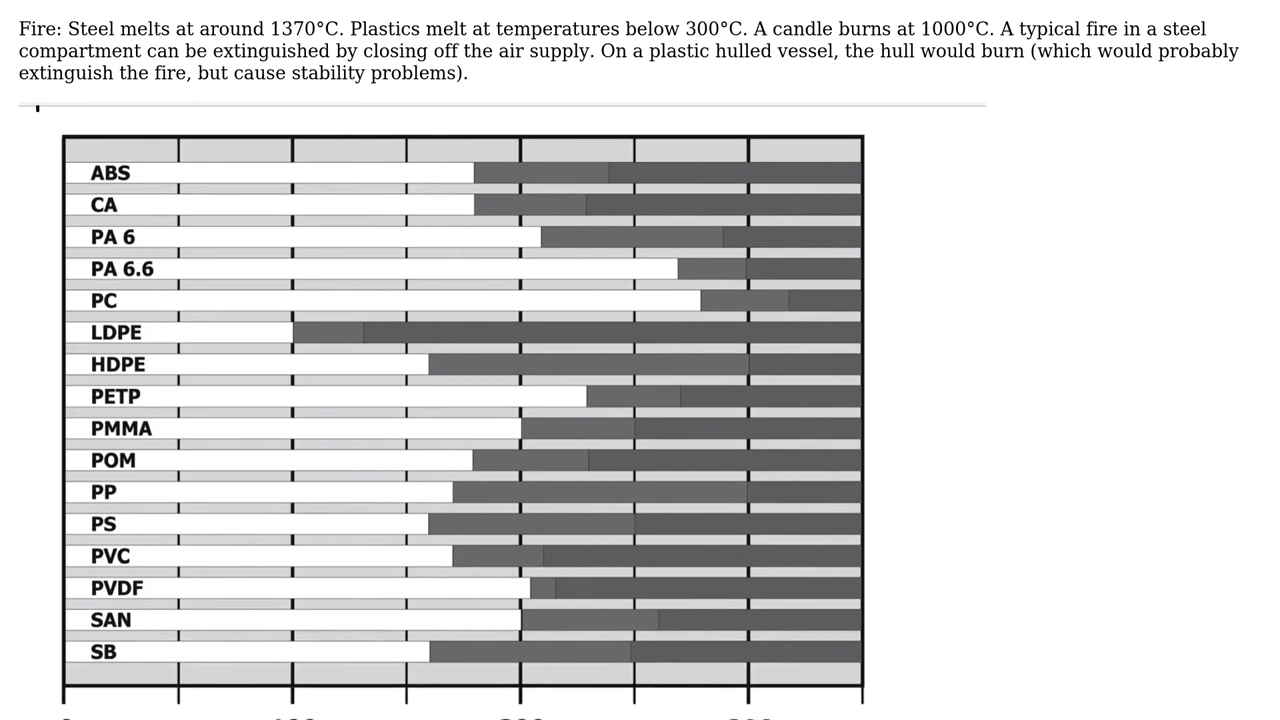 Fire: Steel melts at around 1370°C. Plastics melt at temperatures below 300°C. A candle burns at 1000°C. A typical fire in a steel
compartment can be extinguished by closing off the air supply. On a plastic hulled vessel, the hull would burn (which would probably
extinguish the fire, but cause stability problems).
ABS
CA
PA 6
PA 6.6
PC
LDPE
HDPE
PETP
PMMA
POM
PP
PS
PVC
PVDF
SAN
SB